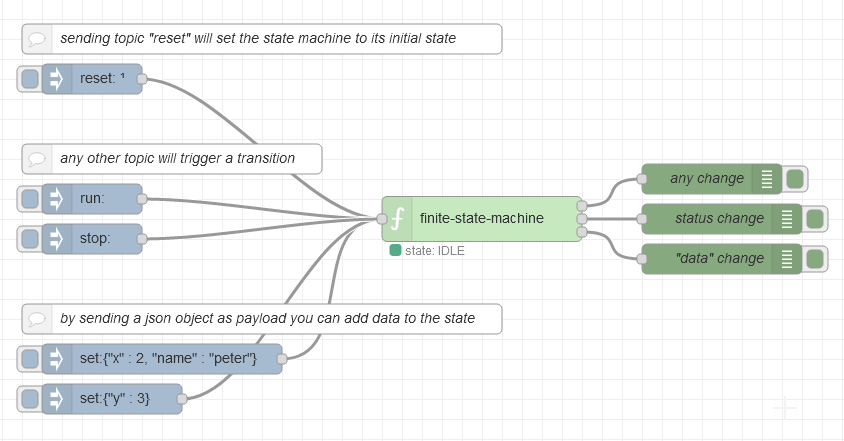 sending topic "reset" will set the state machine to its initial state
reset: ¹
any other topic will trigger a transition
run:
stop:
finite-state-machine
state: IDLE
any change
status change
"data" change
by sending a json object as payload you can add data to the state
set:{"x" : 2, "name" : "peter"}
set:{"y" : 3}